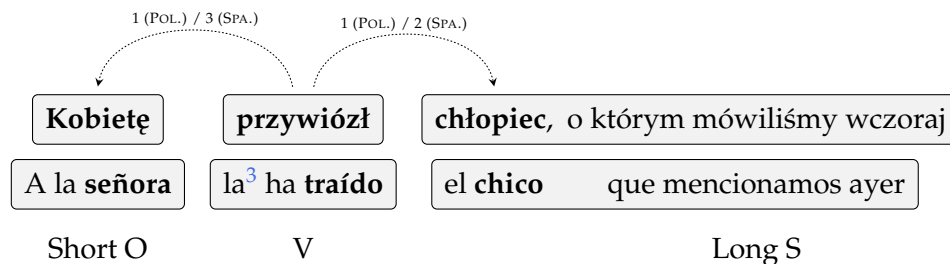 1 (POL.) / 3 (SPA.) 1 (POL.) / 2 (SPA.)
Kobietę przywiózł chłopiec, o którym mówiliśmy wczoraj
A la señora la³ ha traído el chico que mencionamos ayer
Short O V Long S